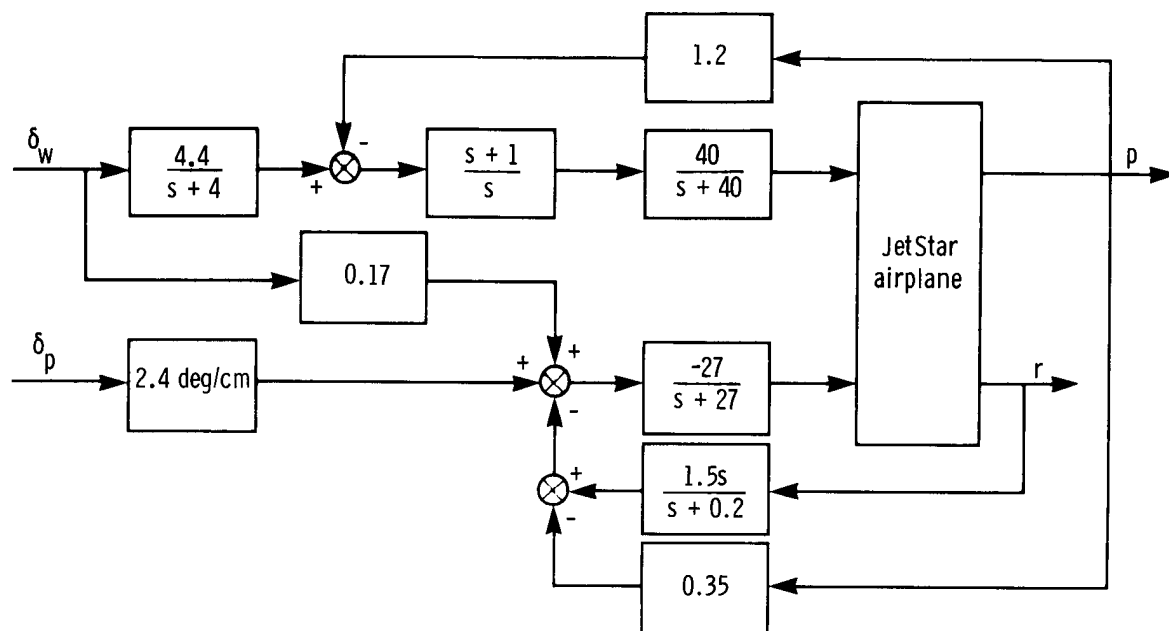 1.2
δw
4.4
s + 4
-
+
s + 1
s
40
s + 40
p
JetStar
airplane
0.17
δp
2.4 deg/cm
+
+
-
-27
s + 27
r
+
-
1.5s
s + 0.2
0.35